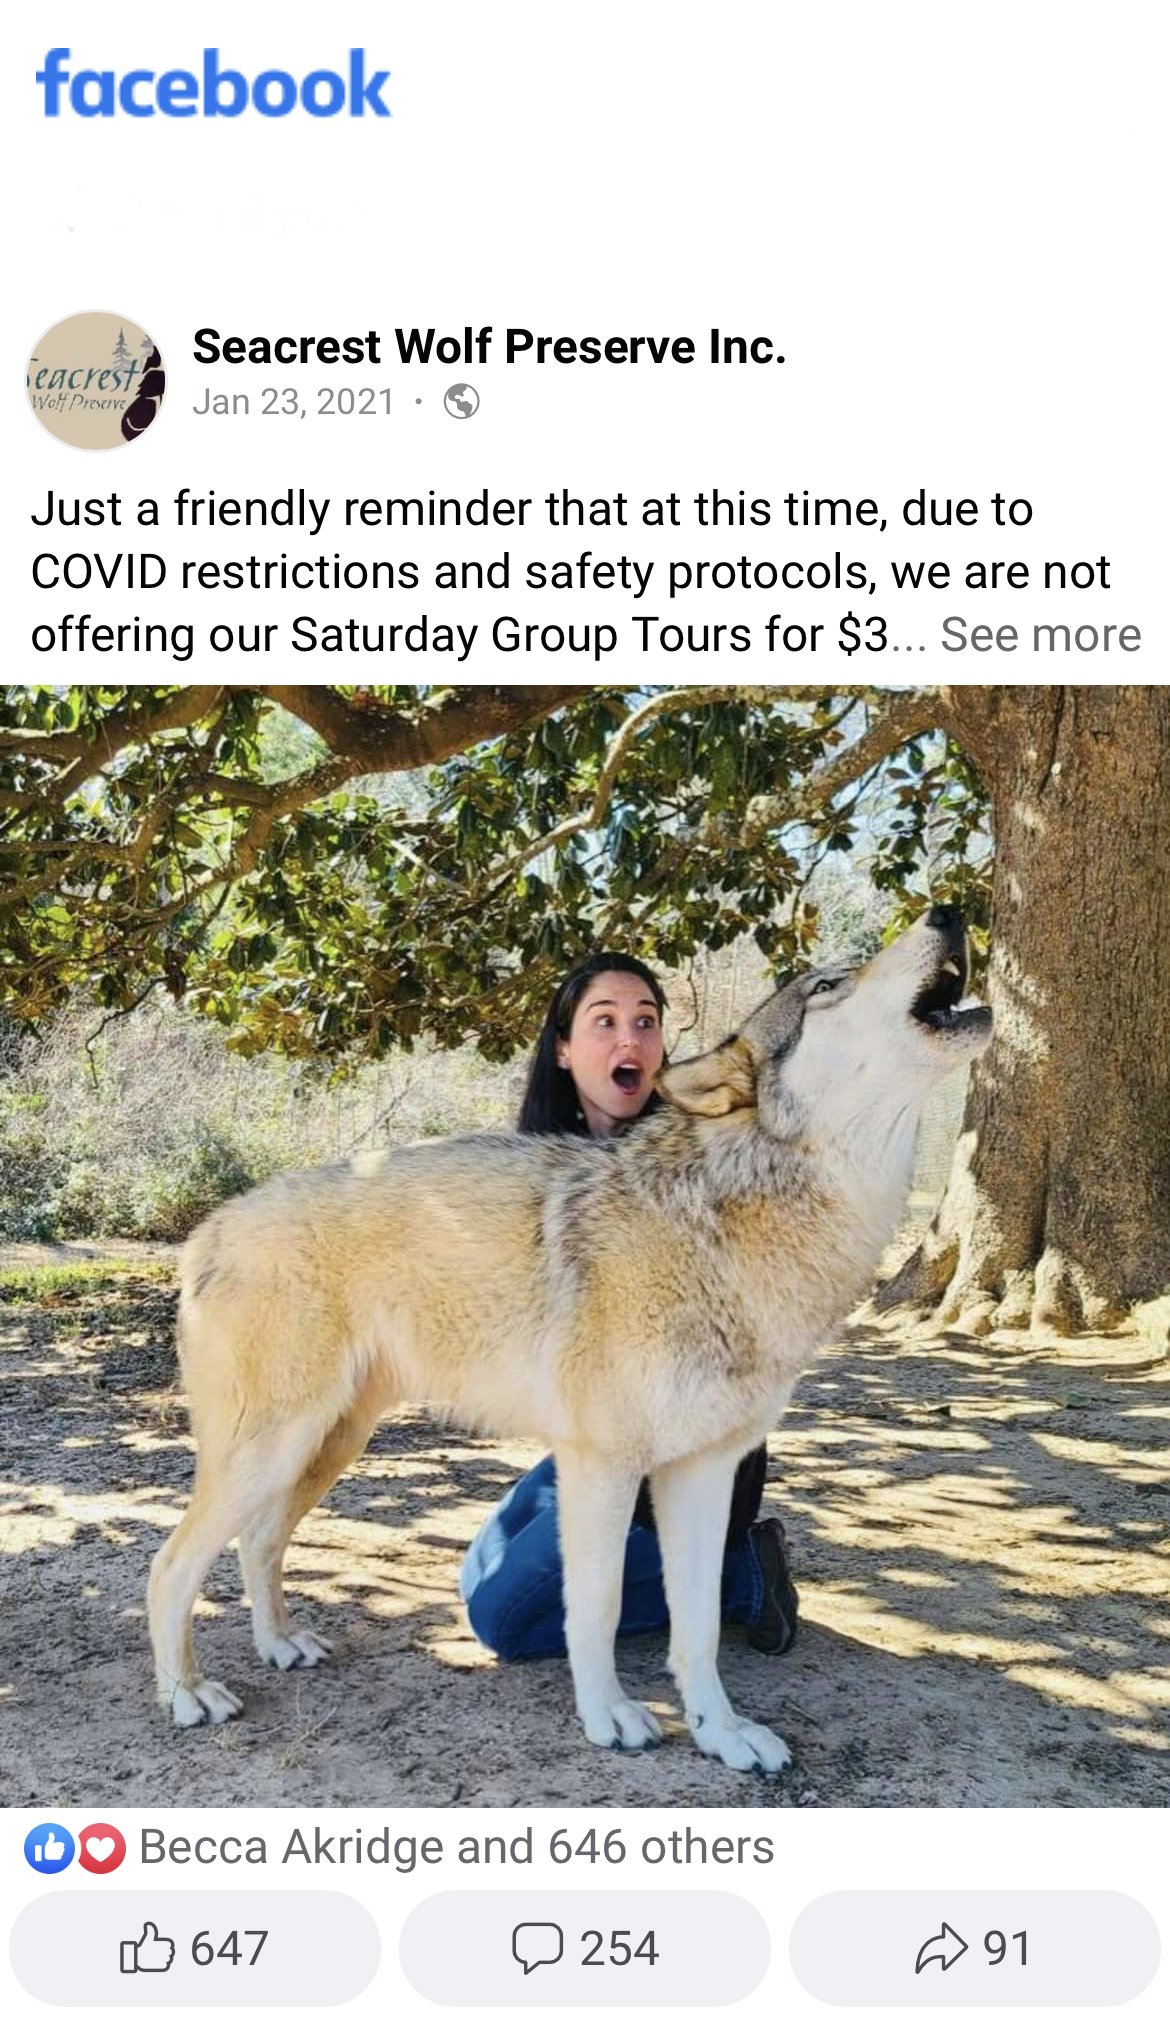 facebook
Seacrest Wolf Preserve Inc.
Jan 23, 2021 ·
eacrest
Wolf Preserve
Just a friendly reminder that at this time, due to
COVID restrictions and safety protocols, we are not
offering our Saturday Group Tours for $3... See more
Becca Akridge and 646 others
647
254
91